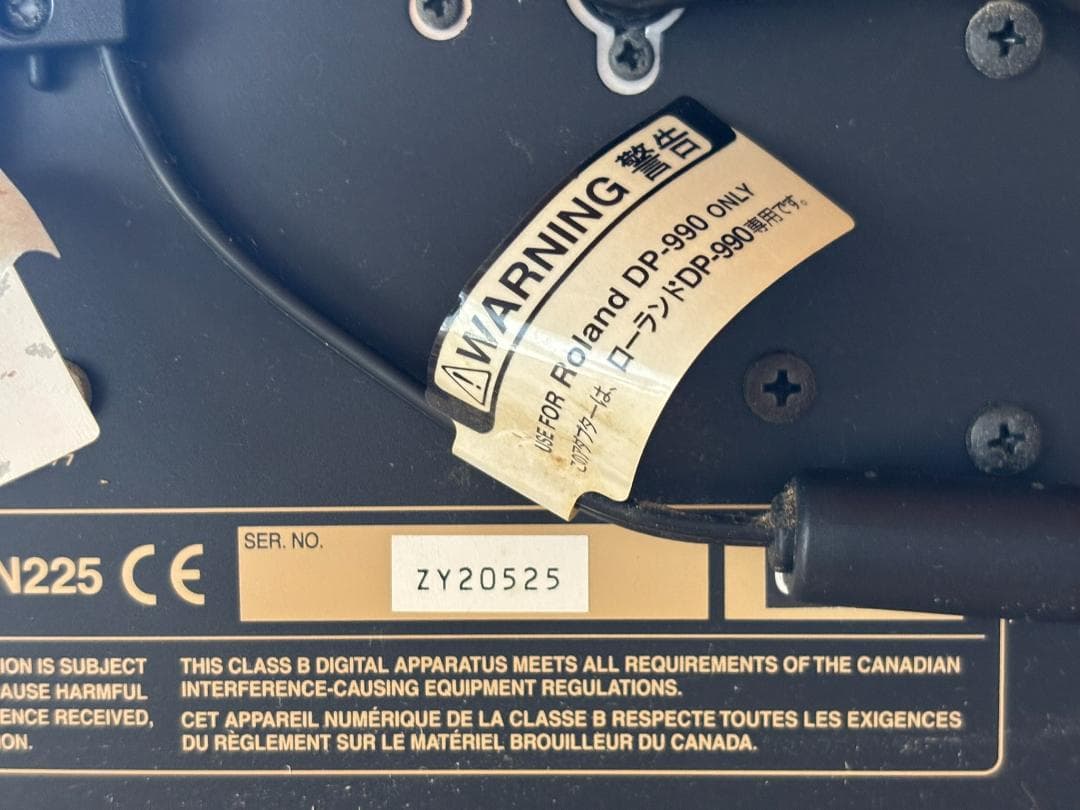 WARNING 警告
USE FOR Roland DP-990 ONLY
このアダプターは、ローランドDP-990専用です。
N225 CE
SER. NO.
ZY20525
ION IS SUBJECT
AUSE HARMFUL
ENCE RECEIVED,
ON.
THIS CLASS B DIGITAL APPARATUS MEETS ALL REQUIREMENTS OF THE CANADIAN
INTERFERENCE-CAUSING EQUIPMENT REGULATIONS.
CET APPAREIL NUMÉRIQUE DE LA CLASSE B RESPECTE TOUTES LES EXIGENCES
DU RÈGLEMENT SUR LE MATÉRIEL BROUILLEUR DU CANADA.